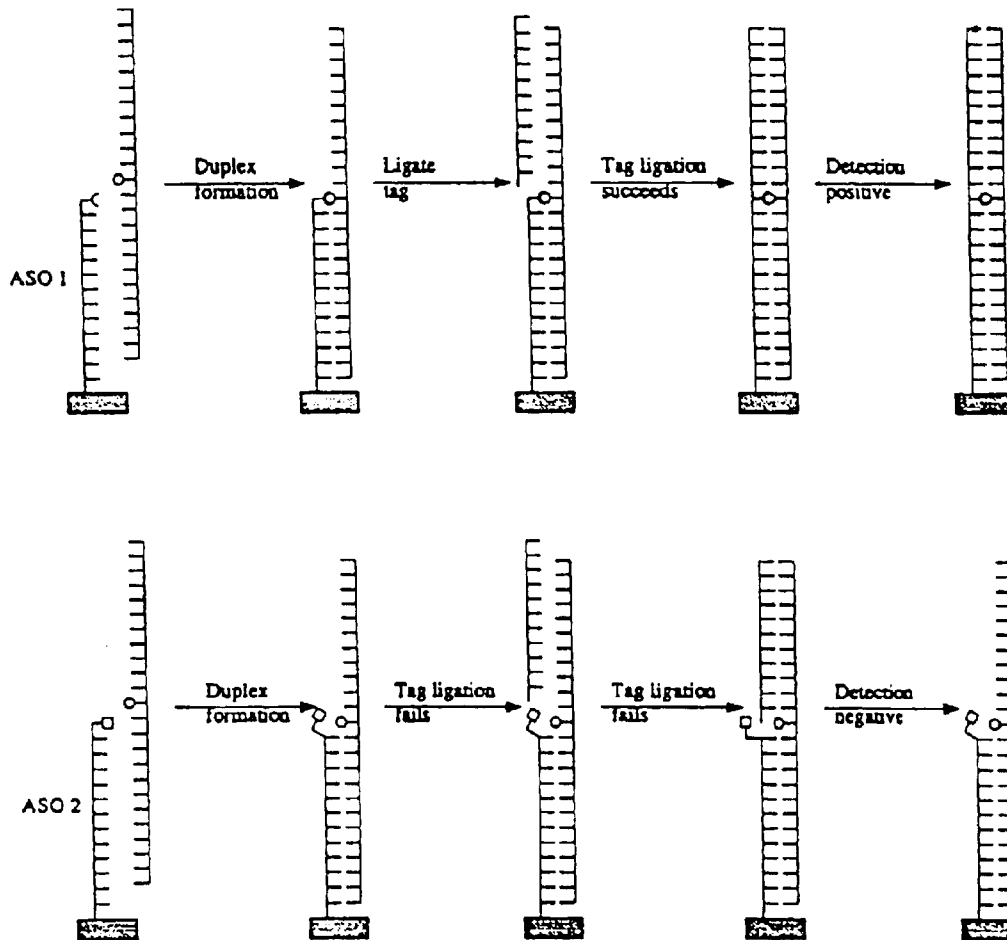 Duplex
formation
Ligate
tag
Tag ligation
succeeds
Detection
positive
ASO 1
Duplex
formation
Tag ligation
fails
Tag ligation
fails
Detection
negative
ASO 2